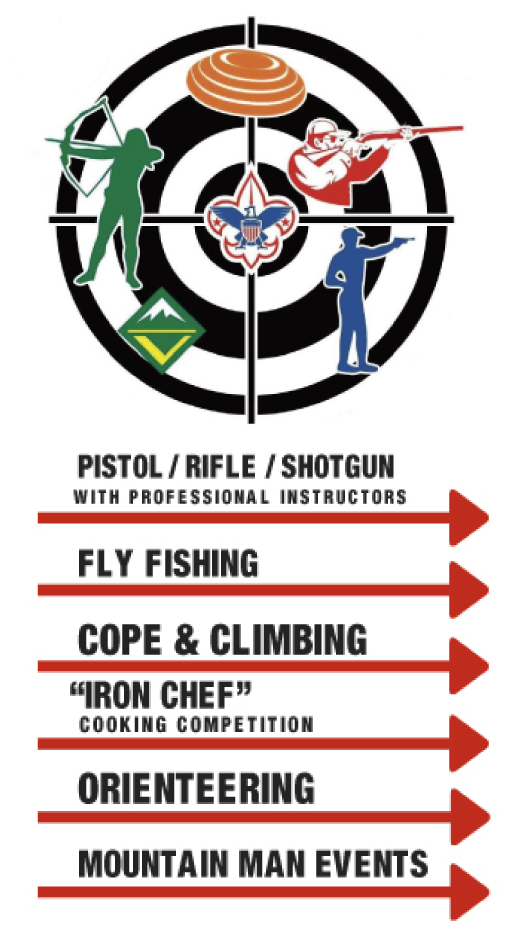 PISTOL / RIFLE / SHOTGUN
WITH PROFESSIONAL INSTRUCTORS
FLY FISHING
COPE & CLIMBING
“IRON CHEF”
COOKING COMPETITION
ORIENTEERING
MOUNTAIN MAN EVENTS